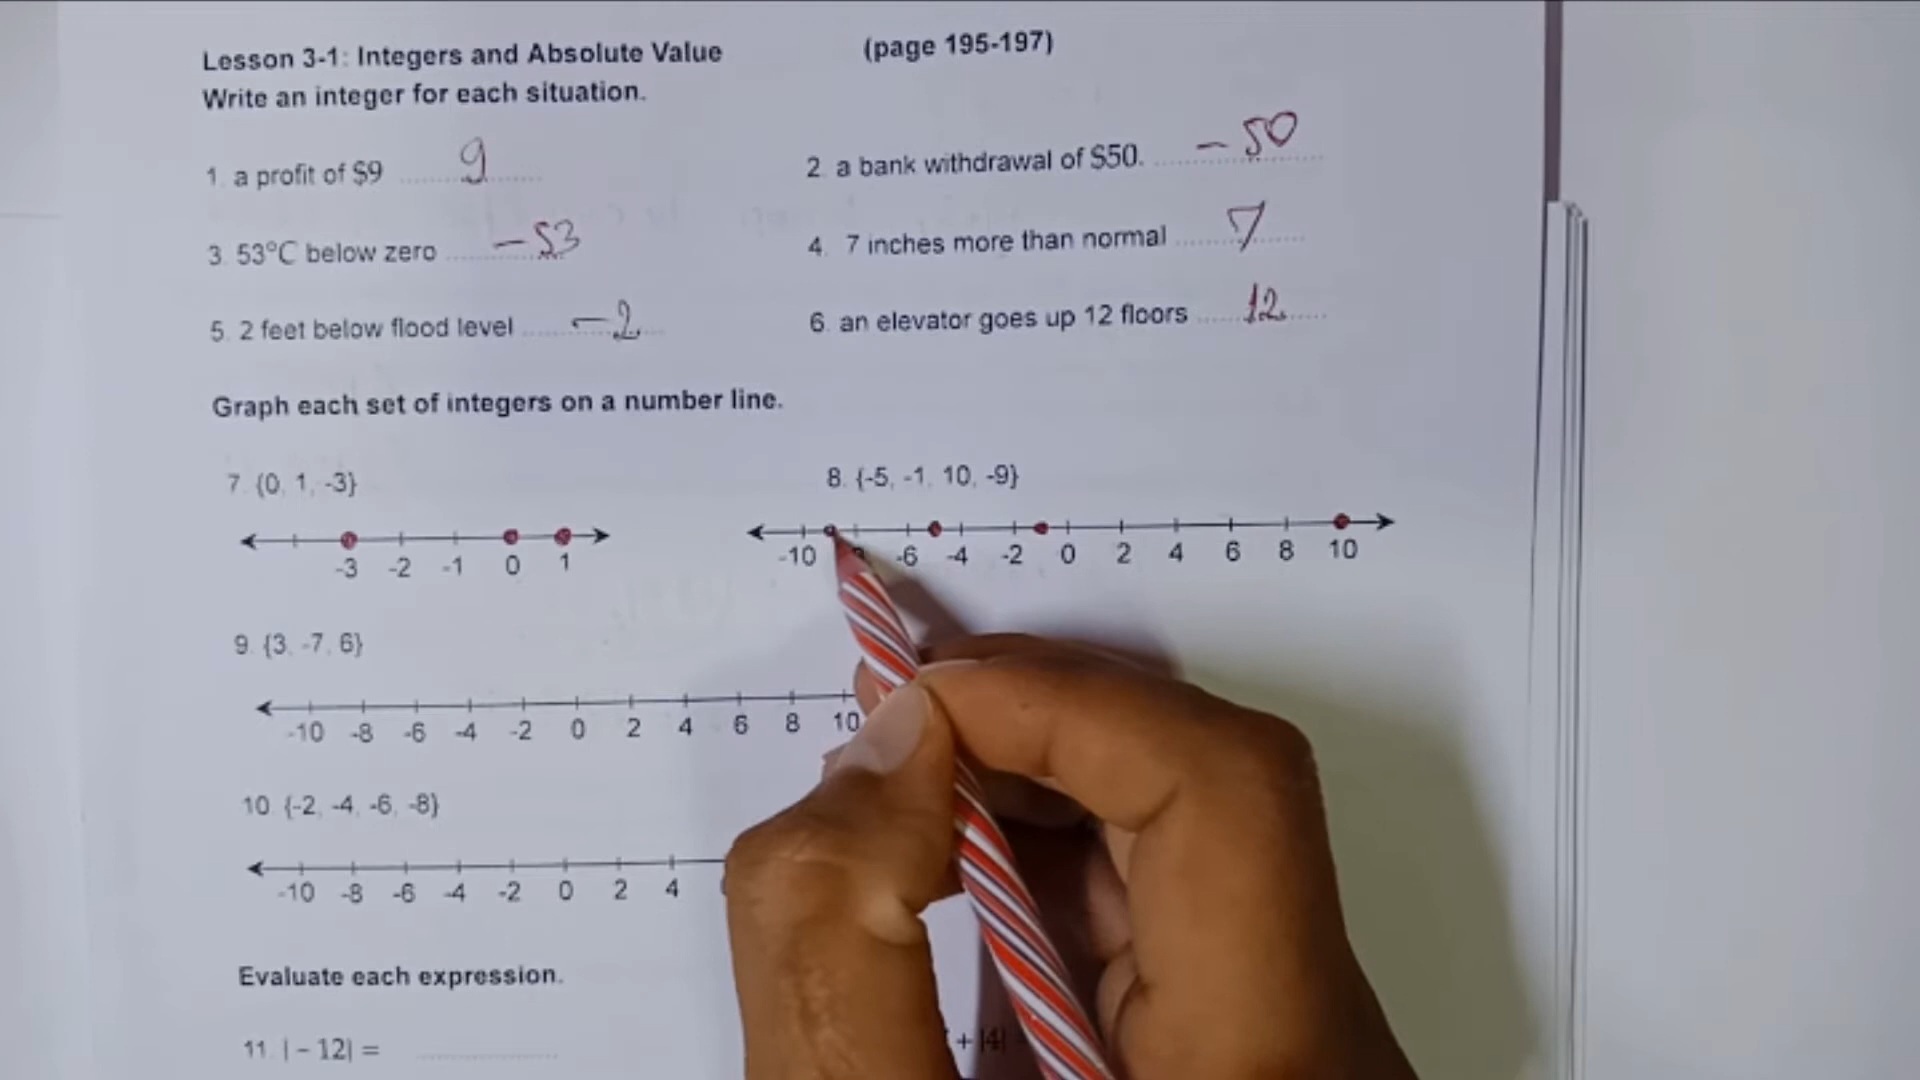 Lesson 3-1: Integers and Absolute Value (page 195-197)
Write an integer for each situation.
1. a profit of $9 ........ 9 ........ 2. a bank withdrawal of $50. ........ - 50 ........
3. 53°C below zero ........ - 53 ........ 4. 7 inches more than normal ........ 7 ........
5. 2 feet below flood level ........ - 2 ........ 6. an elevator goes up 12 floors ........ 12 ........
Graph each set of integers on a number line.
7. {0, 1, -3} 8. {-5, -1, 10, -9}
-3 -2 -1 0 1 -10 -6 -4 -2 0 2 4 6 8 10
9. {3, -7, 6}
-10 -8 -6 -4 -2 0 2 4 6 8 10
10. {-2, -4, -6, -8}
-10 -8 -6 -4 -2 0 2 4
Evaluate each expression.
11. | - 12| = ........ + |4|